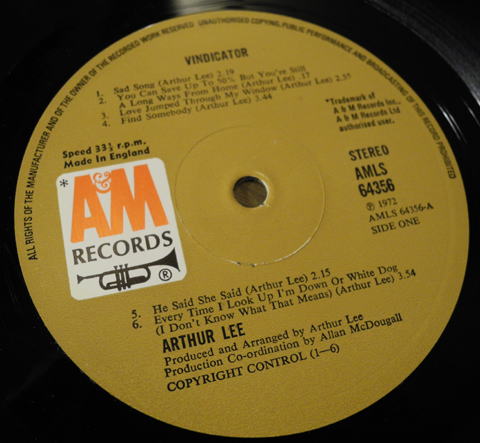 ALL RIGHTS OF THE MANUFACTURER AND OF THE OWNER OF THE RECORDED WORK RESERVED UNAUTHORISED COPYING, PUBLIC PERFORMANCE AND BROADCASTING OF THIS RECORD PROHIBITED
VINDICATOR
1. Sad Song (Arthur Lee) 2.19
2. You Can Save Up To 50% But You're Still
A Long Ways From Home (Arthur Lee) .17
3. Love Jumped Through My Window (Arthur Lee) 2.55
4. Find Somebody (Arthur Lee) 3.44
Speed 33⅓ r.p.m.
Made in England
*Trademark of
A & M Records Inc.,
A & M Records Ltd
authorised user.
STEREO
AMLS
64356
℗ 1972
AMLS 64356-A
SIDE ONE
*
A&M
RECORDS
®
5. He Said She Said (Arthur Lee) 2.15
6. Every Time I Look Up I'm Down Or White Dog
(I Don't Know What That Means) (Arthur Lee) 3.54
ARTHUR LEE
Produced and Arranged by Arthur Lee
Production Co-ordination by Allan McDougall
COPYRIGHT CONTROL (1-6)